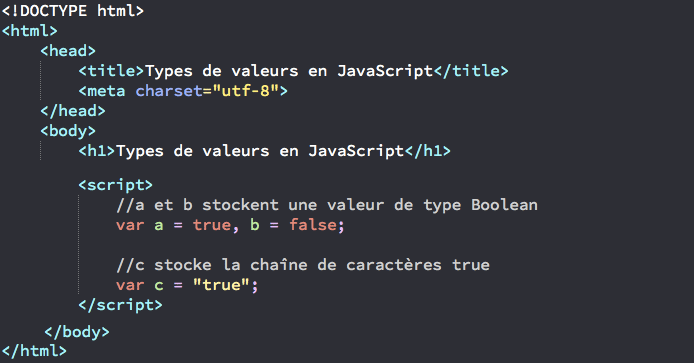 <!DOCTYPE html>
<html>
<head>
<title>Types de valeurs en JavaScript</title>
<meta charset="utf-8">
</head>
<body>
<h1>Types de valeurs en JavaScript</h1>
<script>
//a et b stockent une valeur de type Boolean
var a = true, b = false;
//c stocke la chaîne de caractères true
var c = "true";
</script>
</body>
</html>